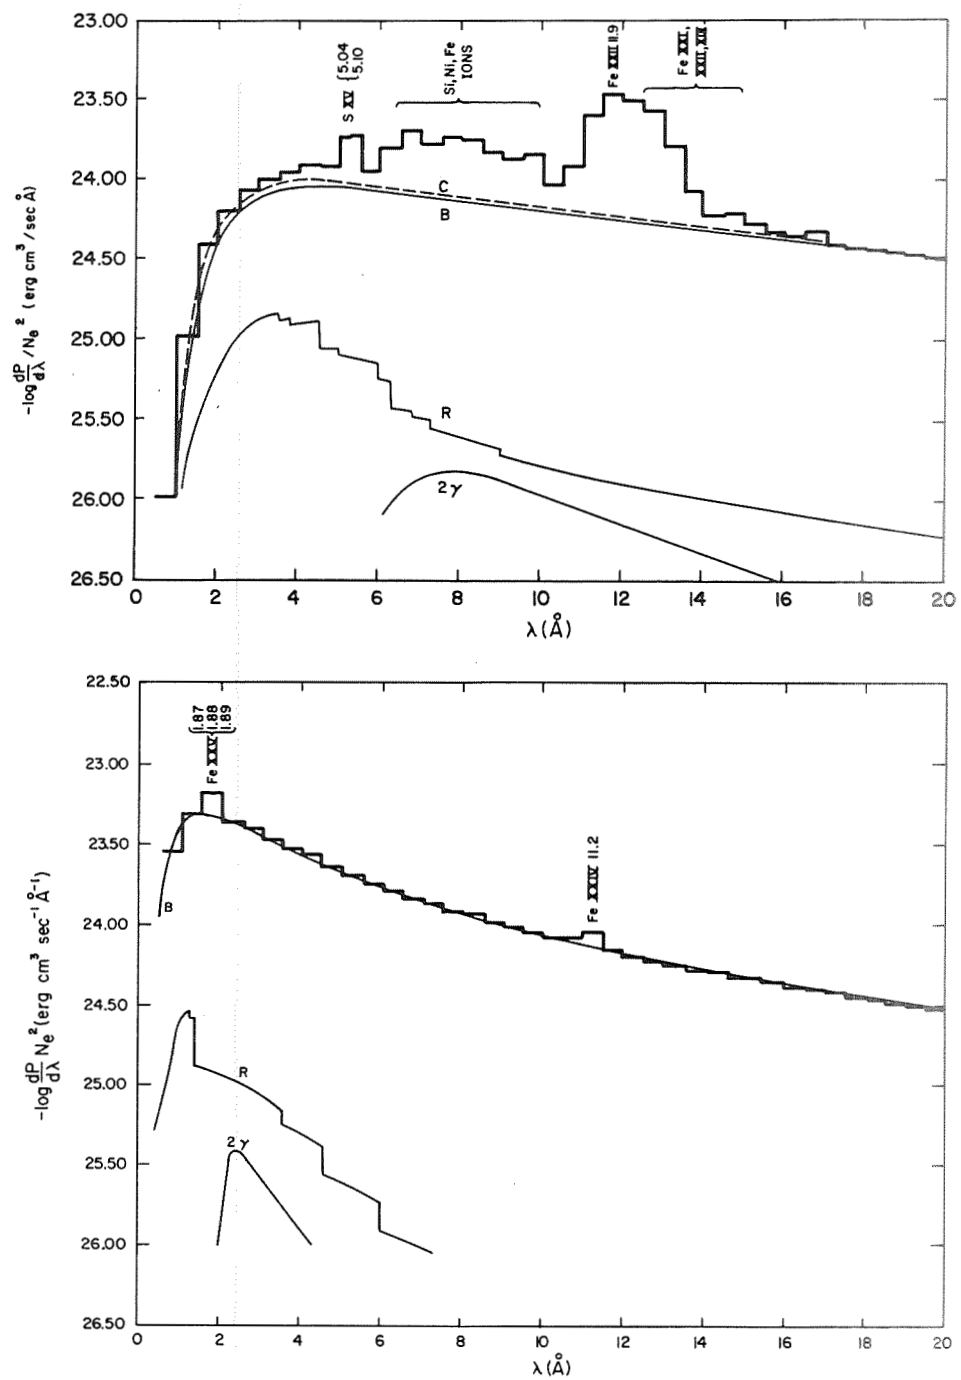 23.00
23.50
24.00
24.50
25.00
25.50
26.00
26.50
-log dP/dλ /Ne² (erg cm³/sec Å)
S XV {5.04
5.10
Si, Ni, Fe
IONS
Fe XXII 11.9
Fe XXI,
XXII, XIX
C
B
R
2γ
0 2 4 6 8 10 12 14 16 18 20
λ(Å)
22.50
23.00
23.50
24.00
24.50
25.00
25.50
26.00
26.50
-log dP/dλ Ne² (erg cm³ sec⁻¹ Å⁻¹)
Fe XXV {1.87
1.88
1.89
Fe XXIV 11.2
B
R
2γ
0 2 4 6 8 10 12 14 16 18 20
λ(Å)